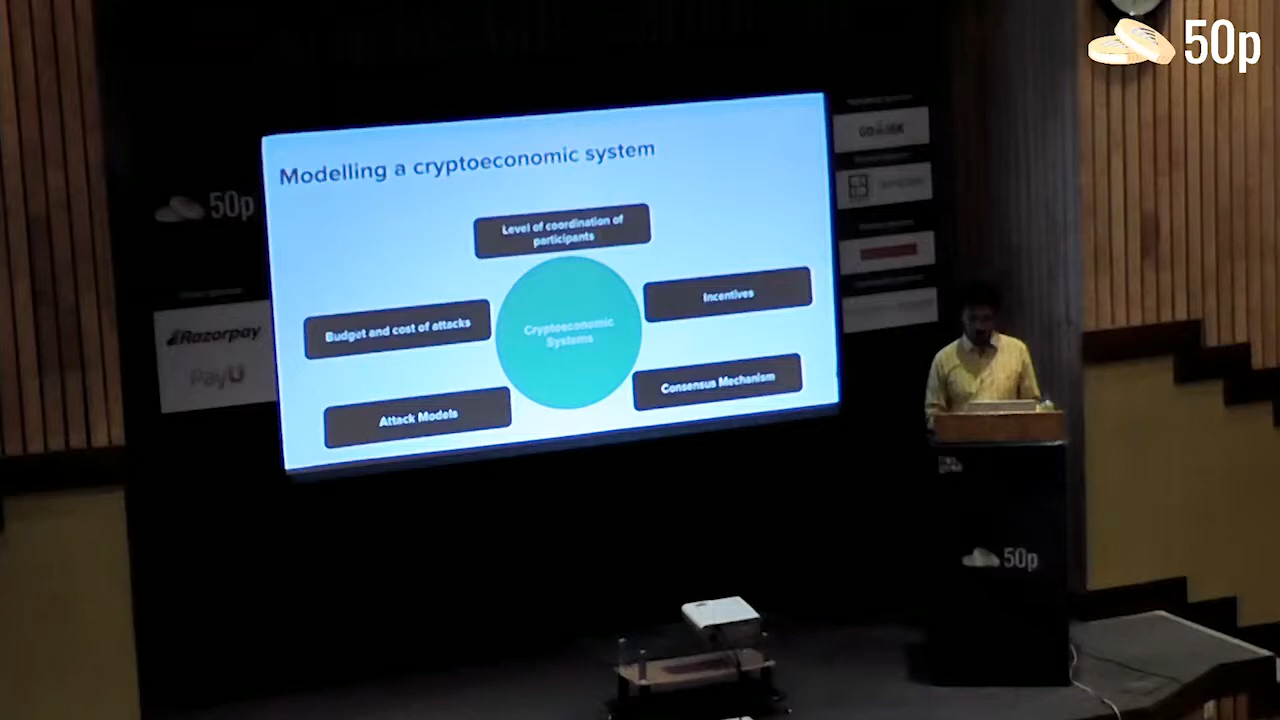 50p
Modelling a cryptoeconomic system
Level of coordination of
participants
Budget and cost of attacks
Incentives
Cryptoeconomic
Systems
Attack Models
Consensus Mechanism
50p
Razorpay
PayU
50p